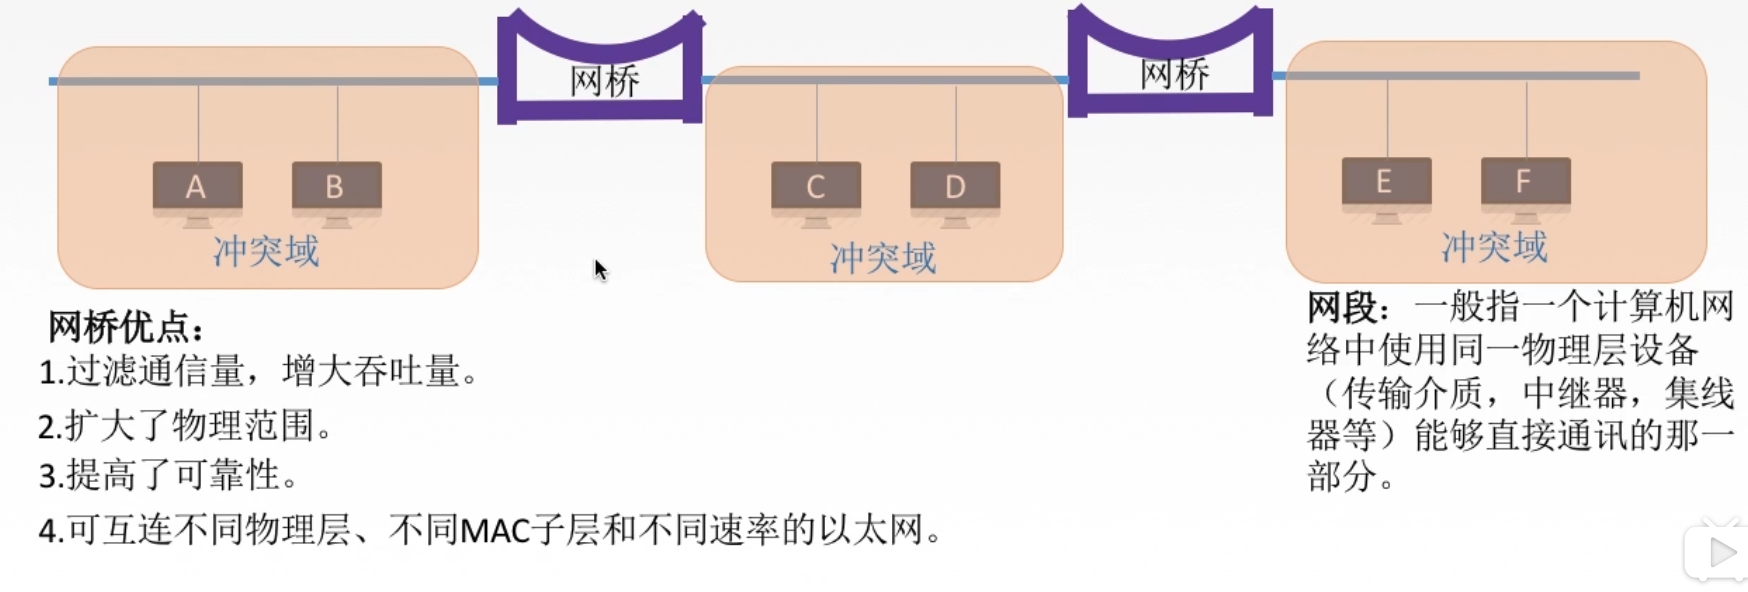 网桥
网桥
A
B
C
D
E
F
冲突域
冲突域
冲突域
网桥优点：
1.过滤通信量，增大吞吐量。
2.扩大了物理范围。
3.提高了可靠性。
4.可互连不同物理层、不同MAC子层和不同速率的以太网。
网段：一般指一个计算机网
络中使用同一物理层设备
（传输介质，中继器，集线
器等）能够直接通讯的那一
部分。